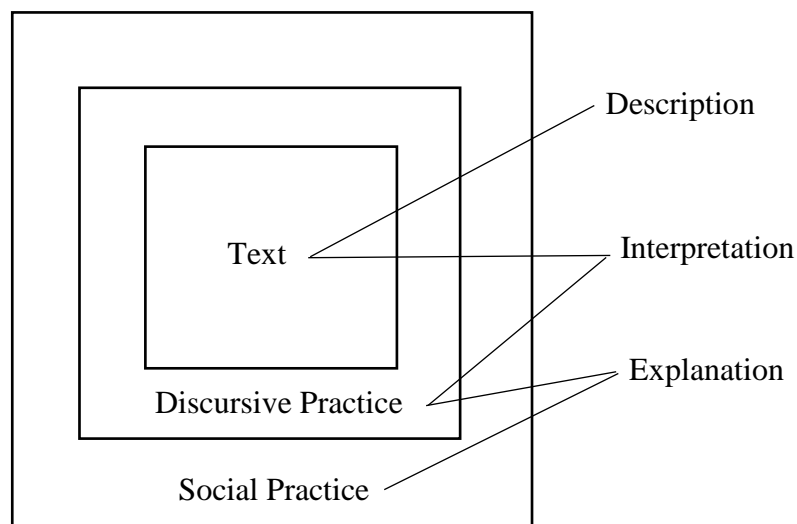 Description
Text
Interpretation
Explanation
Discursive Practice
Social Practice